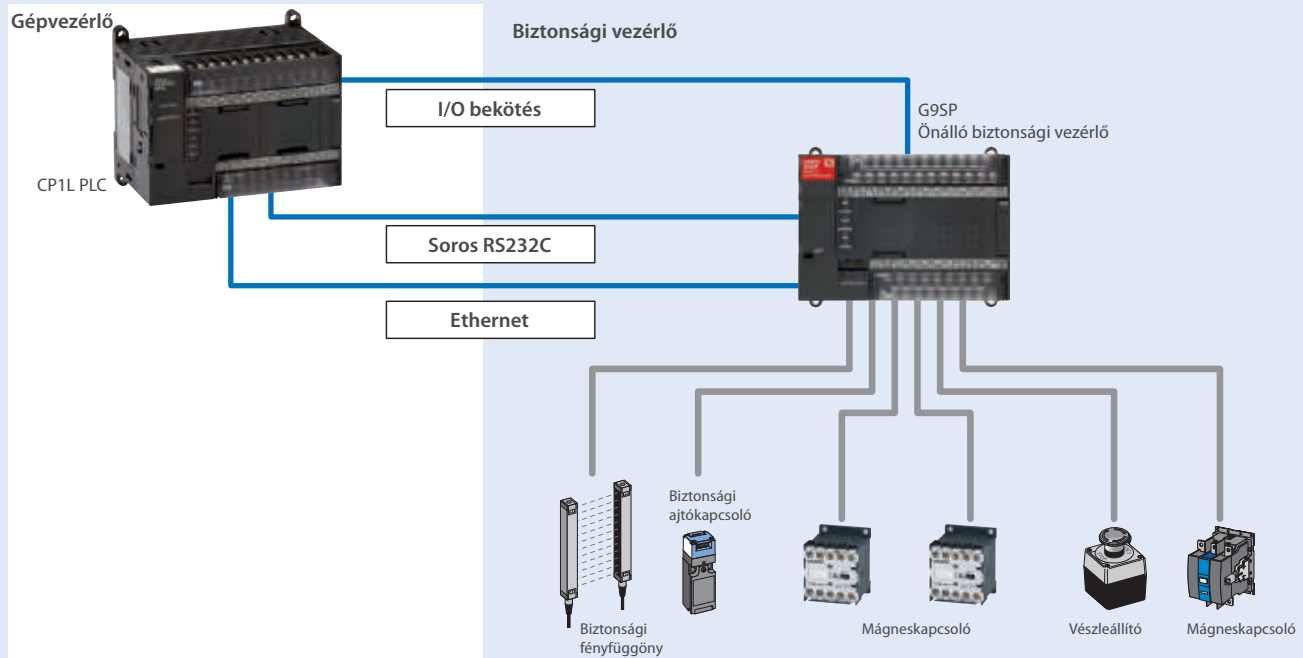 Gépvezérlő
Biztonsági vezérlő
I/O bekötés
G9SP
Önálló biztonsági vezérlő
CP1L PLC
Soros RS232C
Ethernet
Biztonsági
ajtókapcsoló
Biztonsági
fényfüggöny
Mágneskapcsoló
Vészleállító
Mágneskapcsoló